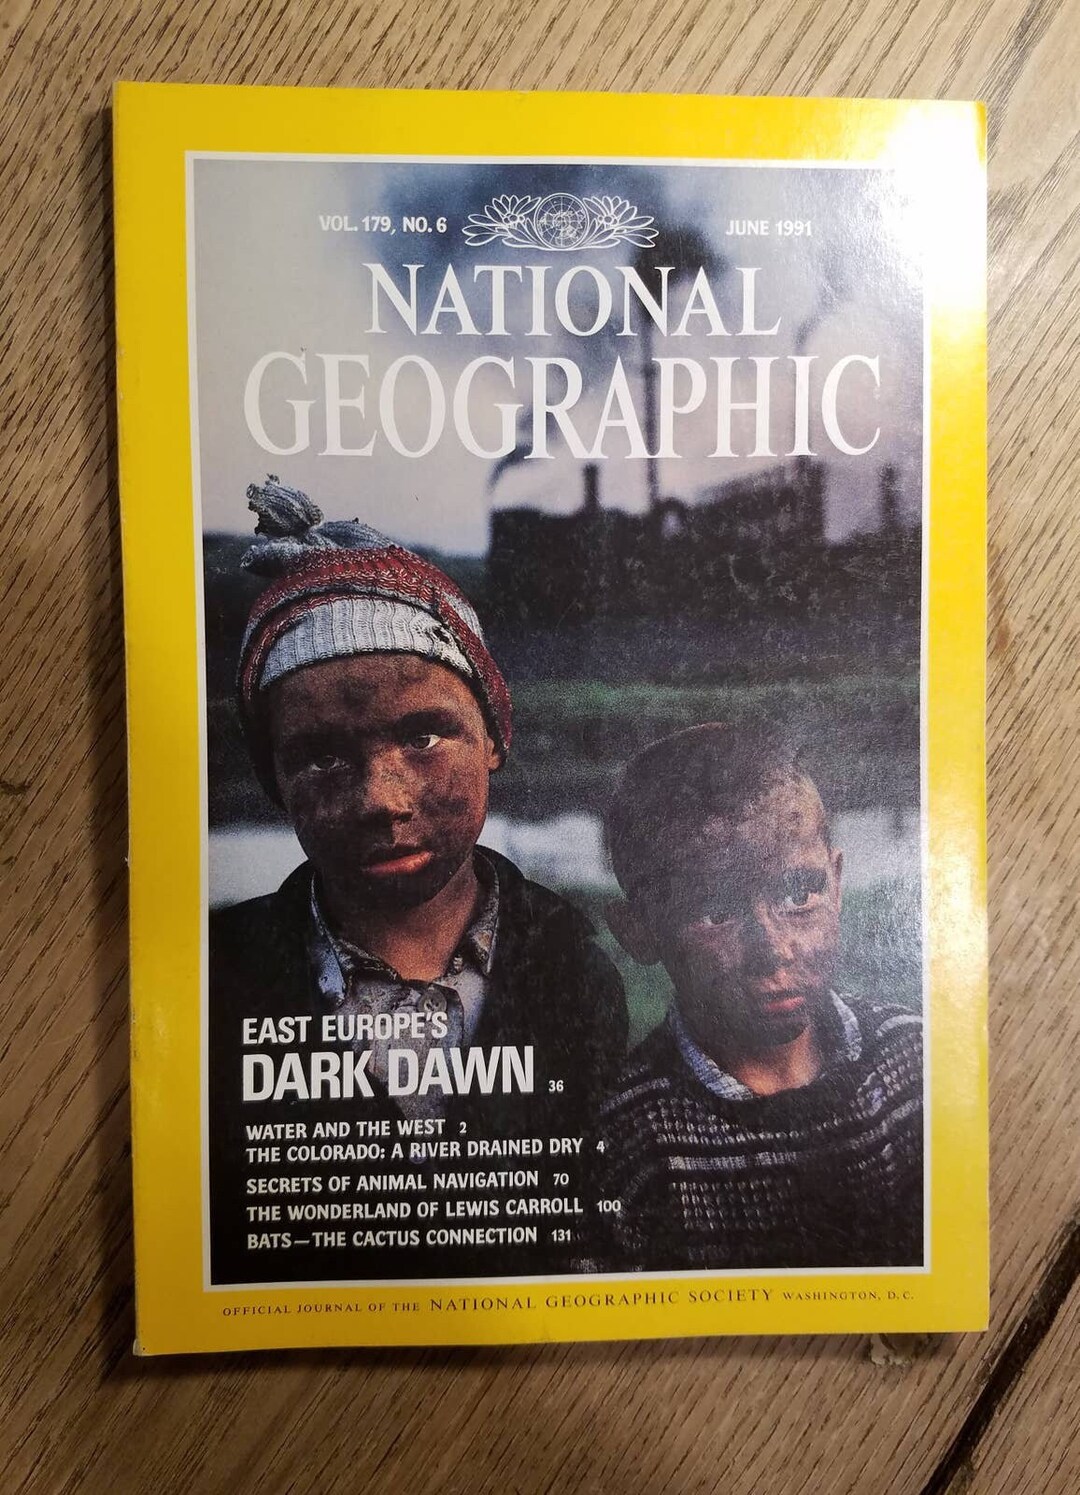 VOL. 179, NO. 6
JUNE 1991
NATIONAL
GEOGRAPHIC
EAST EUROPE'S
DARK DAWN 36
WATER AND THE WEST 2
THE COLORADO: A RIVER DRAINED DRY 4
SECRETS OF ANIMAL NAVIGATION 70
THE WONDERLAND OF LEWIS CARROLL 100
BATS—THE CACTUS CONNECTION 131
OFFICIAL JOURNAL OF THE NATIONAL GEOGRAPHIC SOCIETY WASHINGTON, D.C.